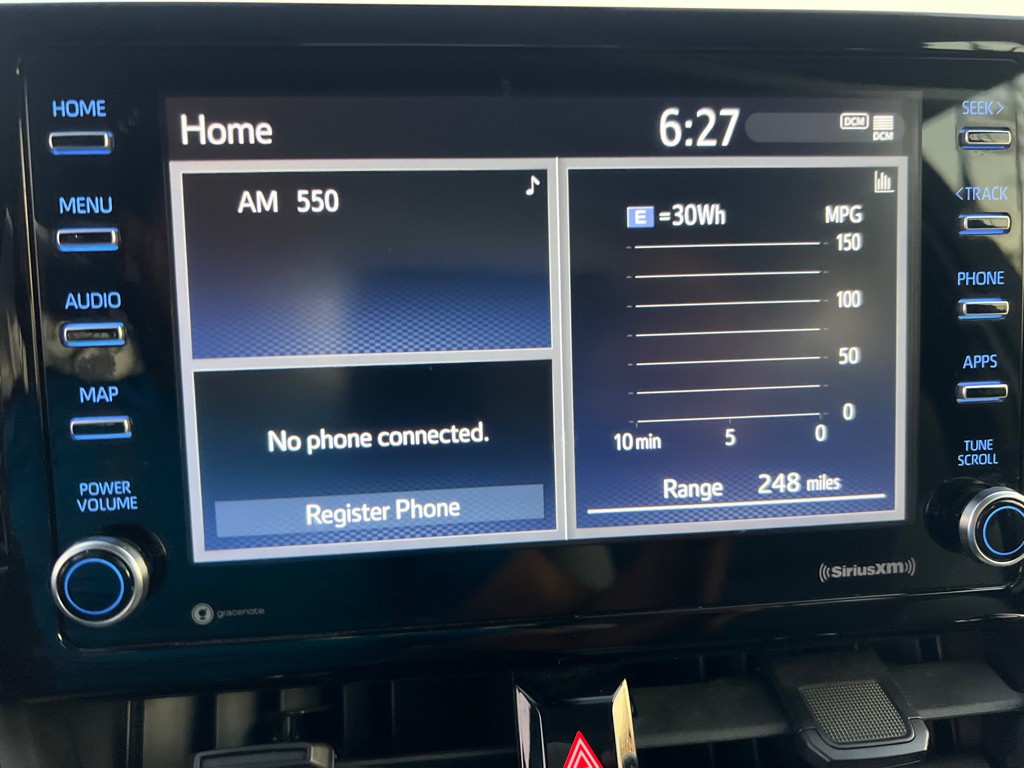 HOME
MENU
AUDIO
MAP
POWER
VOLUME
Home
6:27
DCM
DCM
AM 550
No phone connected.
Register Phone
E =30Wh
MPG
150
100
50
0
10 min 5 0
Range 248 miles
SEEK >
< TRACK
PHONE
APPS
TUNE
SCROLL
gracenote
SiriusXM